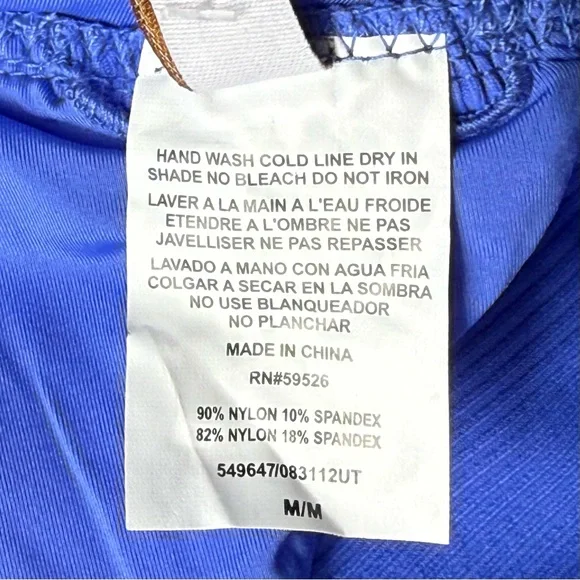 HAND WASH COLD LINE DRY IN
SHADE NO BLEACH DO NOT IRON
LAVER A LA MAIN A L'EAU FROIDE
ETENDRE A L'OMBRE NE PAS
JAVELLISER NE PAS REPASSER
LAVADO A MANO CON AGUA FRIA
COLGAR A SECAR EN LA SOMBRA
NO USE BLANQUEADOR
NO PLANCHAR
MADE IN CHINA
RN#59526
90% NYLON 10% SPANDEX
82% NYLON 18% SPANDEX
549647/083112UT
M/M